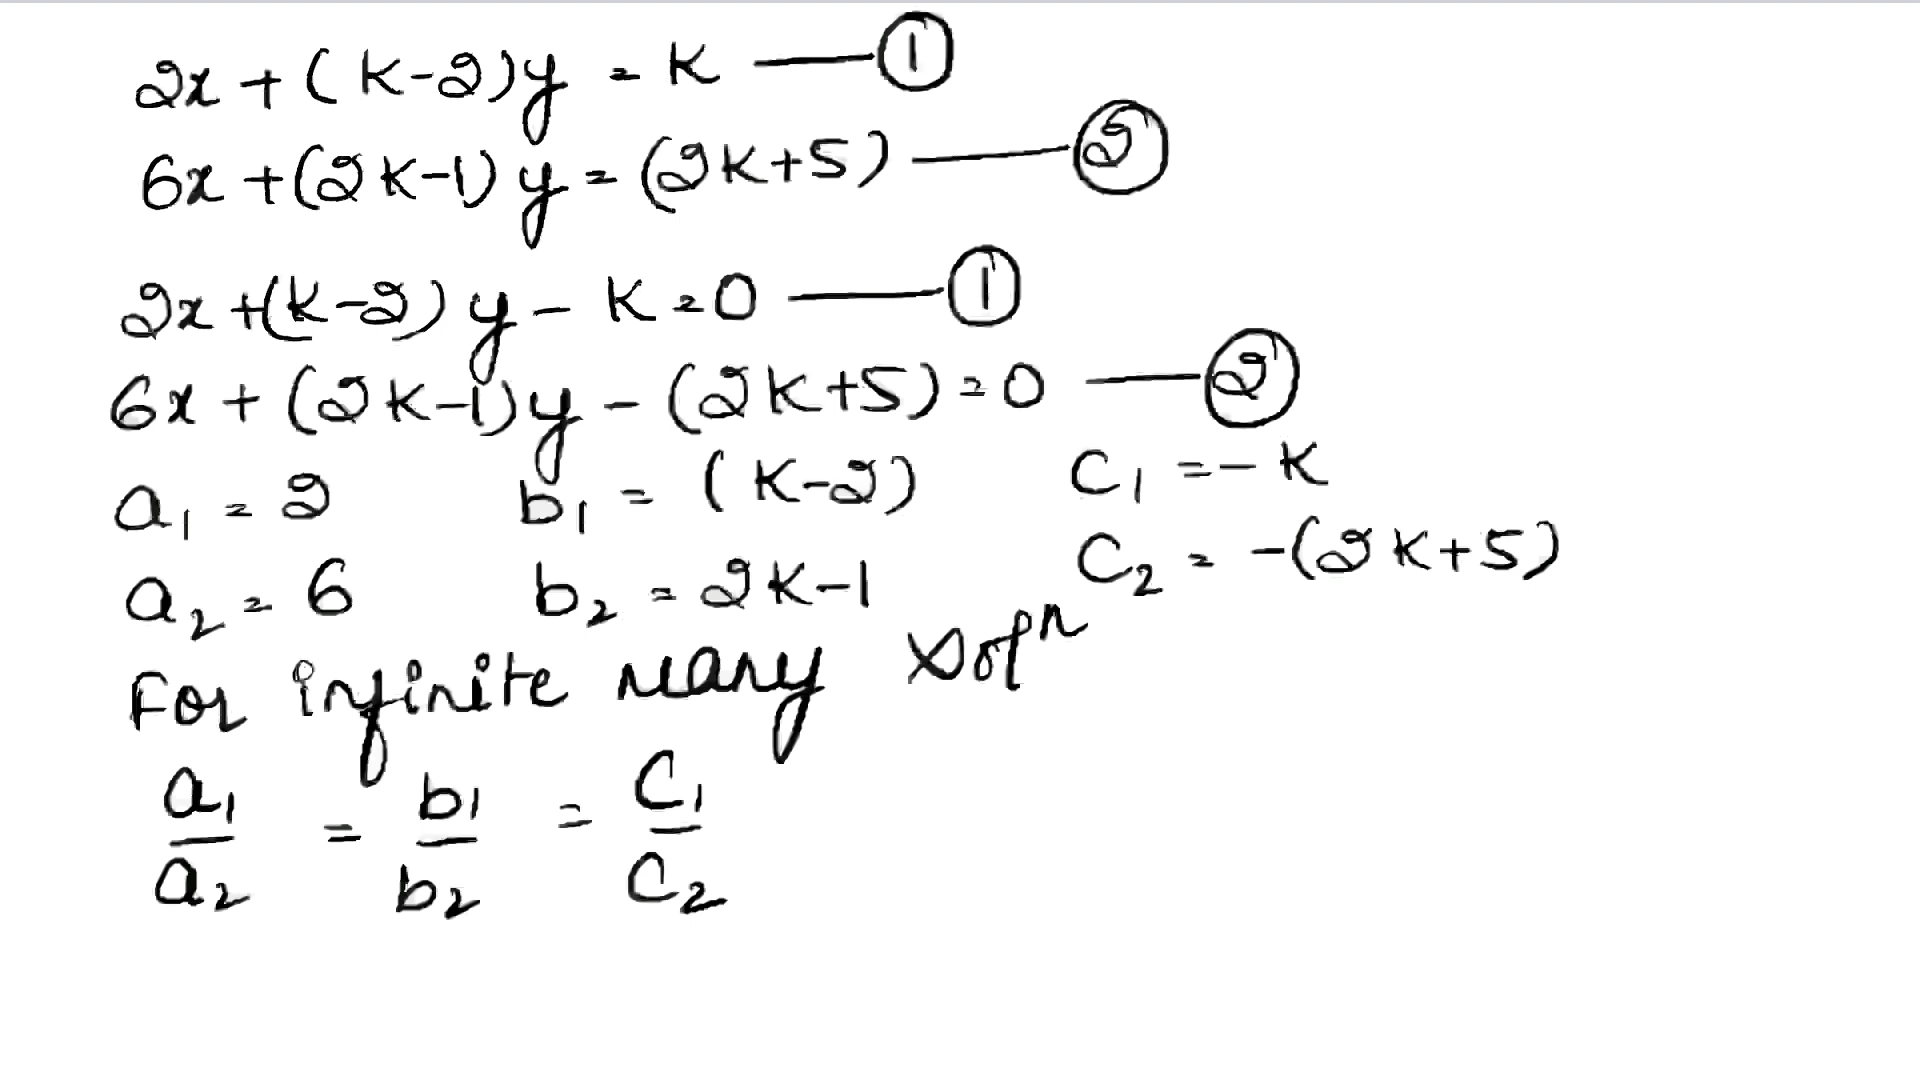 2x + (K-2)y = K —— ①
6x + (2K-1)y = (2K+5) —— ②
2x + (K-2)y - K = 0 —— ①
6x + (2K-1)y - (2K+5) = 0 —— ②
a₁ = 2 b₁ = (K-2) C₁ = -K
a₂ = 6 b₂ = 2K-1 C₂ = -(2K+5)
For infinite many solⁿ
a₁/a₂ = b₁/b₂ = C₁/C₂